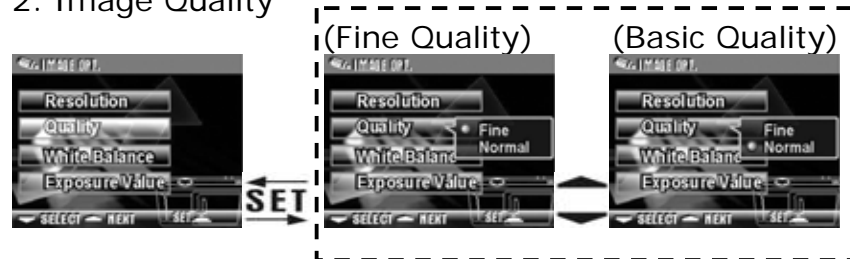 2. Image Quality
(Fine Quality) (Basic Quality)
IMAGE OPT.
Resolution
Quality
White Balance
Exposure Value
SELECT NEXT SET
SET
IMAGE OPT.
Resolution
Quality
Fine
Normal
White Balanc
Exposure Value
SELECT NEXT SET
IMAGE OPT.
Resolution
Quality
Fine
Normal
White Balanc
Exposure Value
SELECT NEXT SET